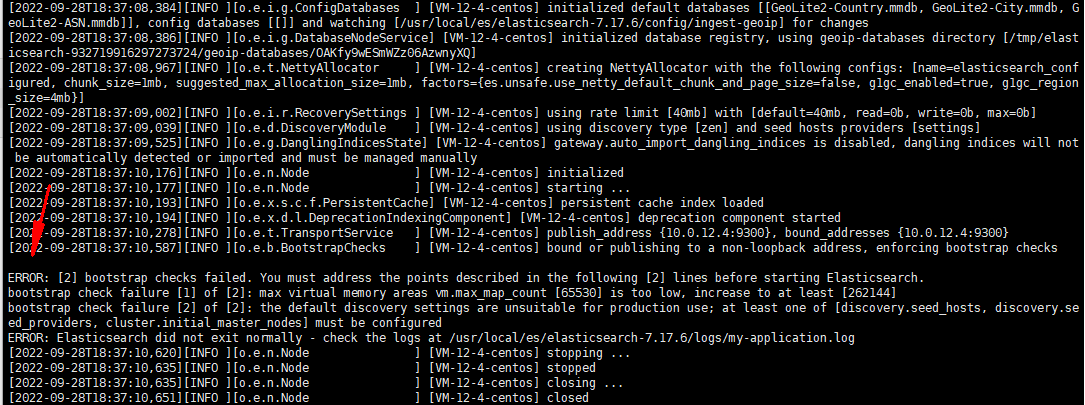 [2022-09-28T18:37:08,384][INFO ][o.e.i.g.ConfigDatabases  ] [VM-12-4-centos] initialized default databases [[GeoLite2-Country.mmdb, GeoLite2-City.mmdb, G
eoLite2-ASN.mmdb]], config databases [[]] and watching [/usr/local/es/elasticsearch-7.17.6/config/ingest-geoip] for changes
[2022-09-28T18:37:08,386][INFO ][o.e.i.g.DatabaseNodeService] [VM-12-4-centos] initialized database registry, using geoip-databases directory [/tmp/elast
icsearch-932719916297273724/geoip-databases/OAKfy9wESmWZz06AzwnyXQ]
[2022-09-28T18:37:08,967][INFO ][o.e.t.NettyAllocator     ] [VM-12-4-centos] creating NettyAllocator with the following configs: [name=elasticsearch_conf
igured, chunk_size=1mb, suggested_max_allocation_size=1mb, factors={es.unsafe.use_netty_default_chunk_and_page_size=false, g1gc_enabled=true, g1gc_region
_size=4mb}]
[2022-09-28T18:37:09,002][INFO ][o.e.i.r.RecoverySettings ] [VM-12-4-centos] using rate limit [40mb] with [default=40mb, read=0b, write=0b, max=0b]
[2022-09-28T18:37:09,039][INFO ][o.e.d.DiscoveryModule    ] [VM-12-4-centos] using discovery type [zen] and seed hosts providers [settings]
[2022-09-28T18:37:09,525][INFO ][o.e.g.DanglingIndicesState] [VM-12-4-centos] gateway.auto_import_dangling_indices is disabled, dangling indices will not
 be automatically detected or imported and must be managed manually
[2022-09-28T18:37:10,176][INFO ][o.e.n.Node               ] [VM-12-4-centos] initialized
[2022-09-28T18:37:10,177][INFO ][o.e.n.Node               ] [VM-12-4-centos] starting ...
[2022-09-28T18:37:10,193][INFO ][o.e.x.s.c.f.PersistentCache] [VM-12-4-centos] persistent cache index loaded
[2022-09-28T18:37:10,194][INFO ][o.e.x.d.l.DeprecationIndexingComponent] [VM-12-4-centos] deprecation component started
[2022-09-28T18:37:10,278][INFO ][o.e.t.TransportService   ] [VM-12-4-centos] publish_address {10.0.12.4:9300}, bound_addresses {10.0.12.4:9300}
[2022-09-28T18:37:10,587][INFO ][o.e.b.BootstrapChecks    ] [VM-12-4-centos] bound or publishing to a non-loopback address, enforcing bootstrap checks
ERROR: [2] bootstrap checks failed. You must address the points described in the following [2] lines before starting Elasticsearch.
bootstrap check failure [1] of [2]: max virtual memory areas vm.max_map_count [65530] is too low, increase to at least [262144]
bootstrap check failure [2] of [2]: the default discovery settings are unsuitable for production use; at least one of [discovery.seed_hosts, discovery.se
ed_providers, cluster.initial_master_nodes] must be configured
ERROR: Elasticsearch did not exit normally - check the logs at /usr/local/es/elasticsearch-7.17.6/logs/my-application.log
[2022-09-28T18:37:10,620][INFO ][o.e.n.Node               ] [VM-12-4-centos] stopping ...
[2022-09-28T18:37:10,635][INFO ][o.e.n.Node               ] [VM-12-4-centos] stopped
[2022-09-28T18:37:10,635][INFO ][o.e.n.Node               ] [VM-12-4-centos] closing ...
[2022-09-28T18:37:10,651][INFO ][o.e.n.Node               ] [VM-12-4-centos] closed